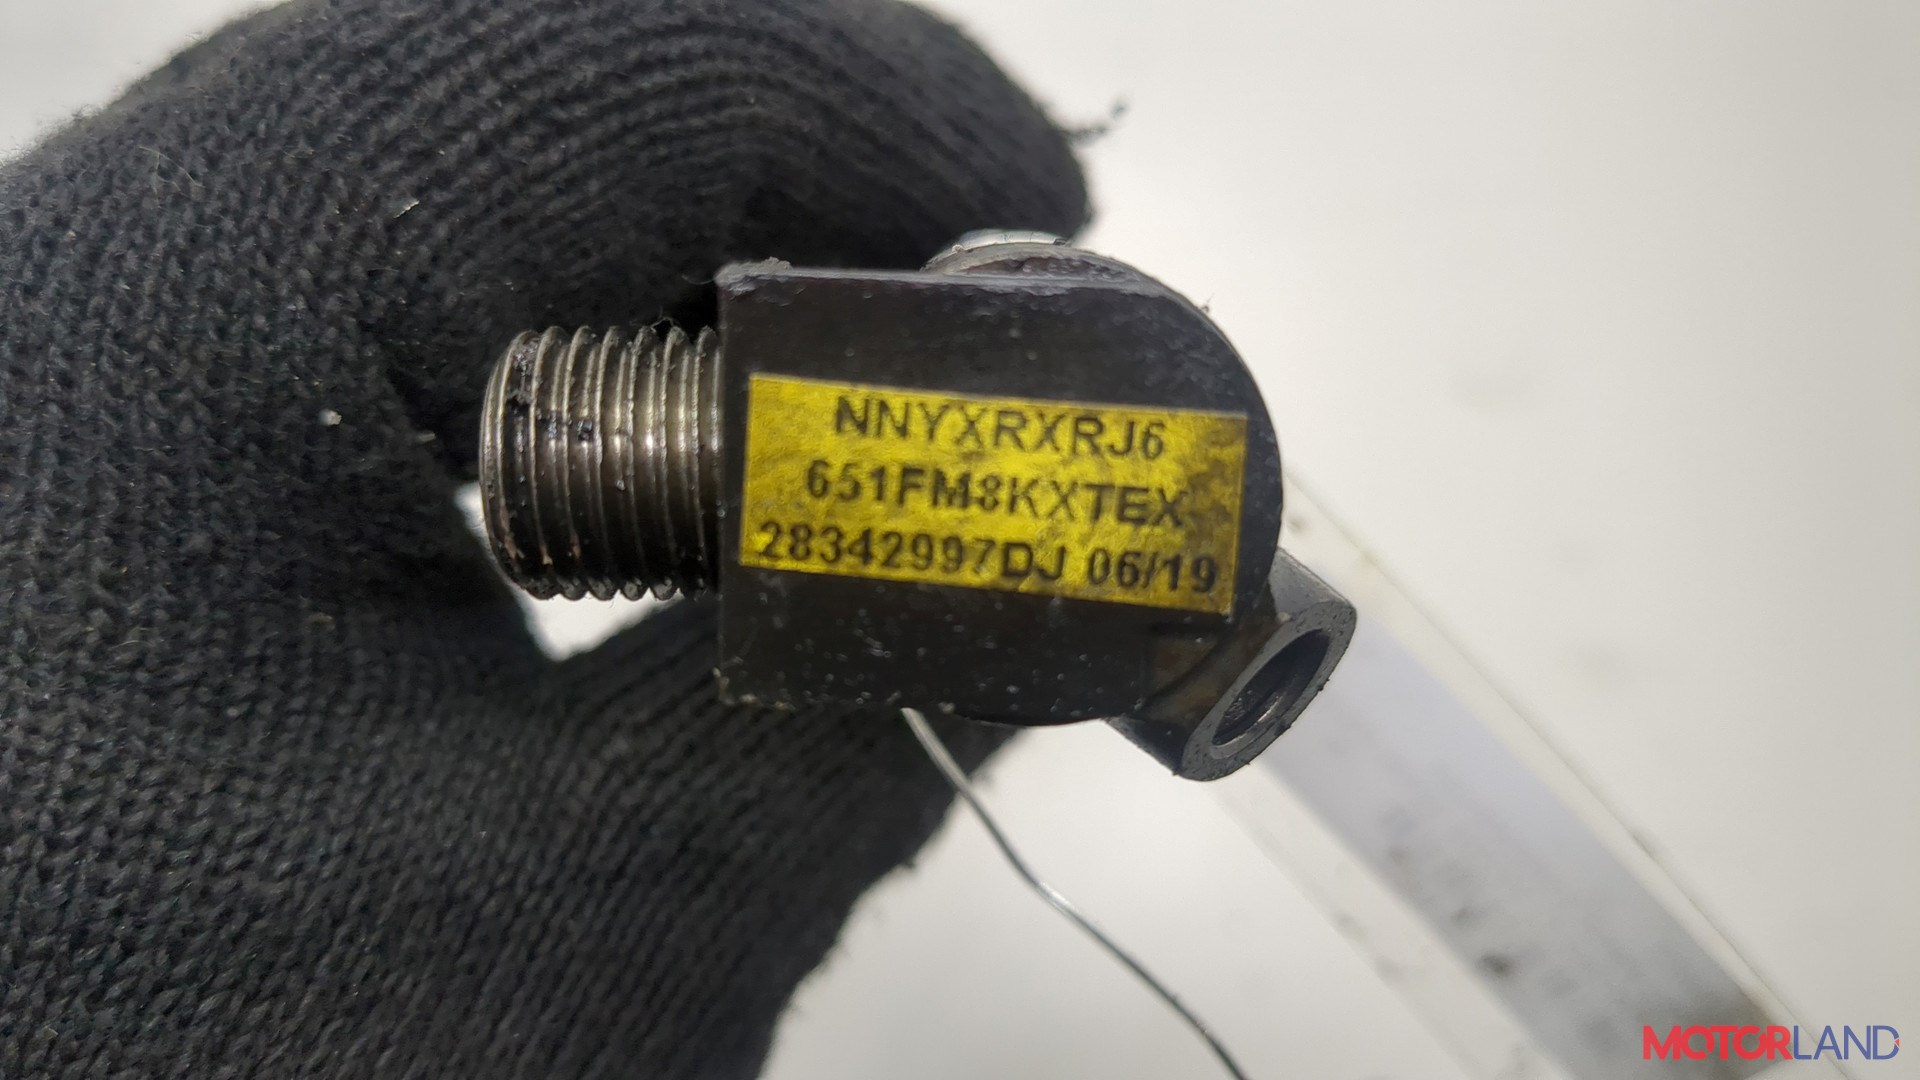 NNYXRXRJ6
651FM8KXTEX
28342997DJ 06/19
MOTORLAND